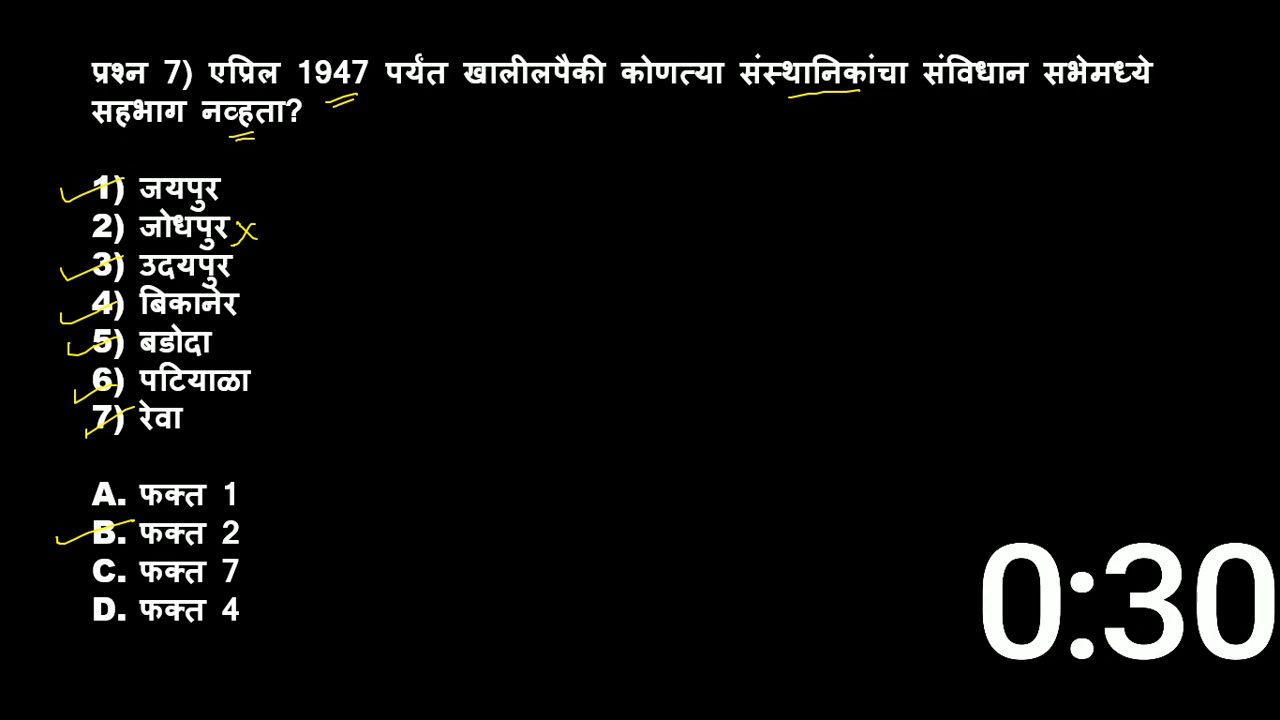 प्रश्न 7) एप्रिल 1947 पर्यंत खालीलपैकी कोणत्या संस्थानिकांचा संविधान सभेमध्ये
सहभाग नव्हता?
1) जयपुर
2) जोधपुर
3) उदयपुर
4) बिकानेर
5) बडोदा
6) पटियाळा
7) रेवा
A. फक्त 1
B. फक्त 2
C. फक्त 7
D. फक्त 4
0:30